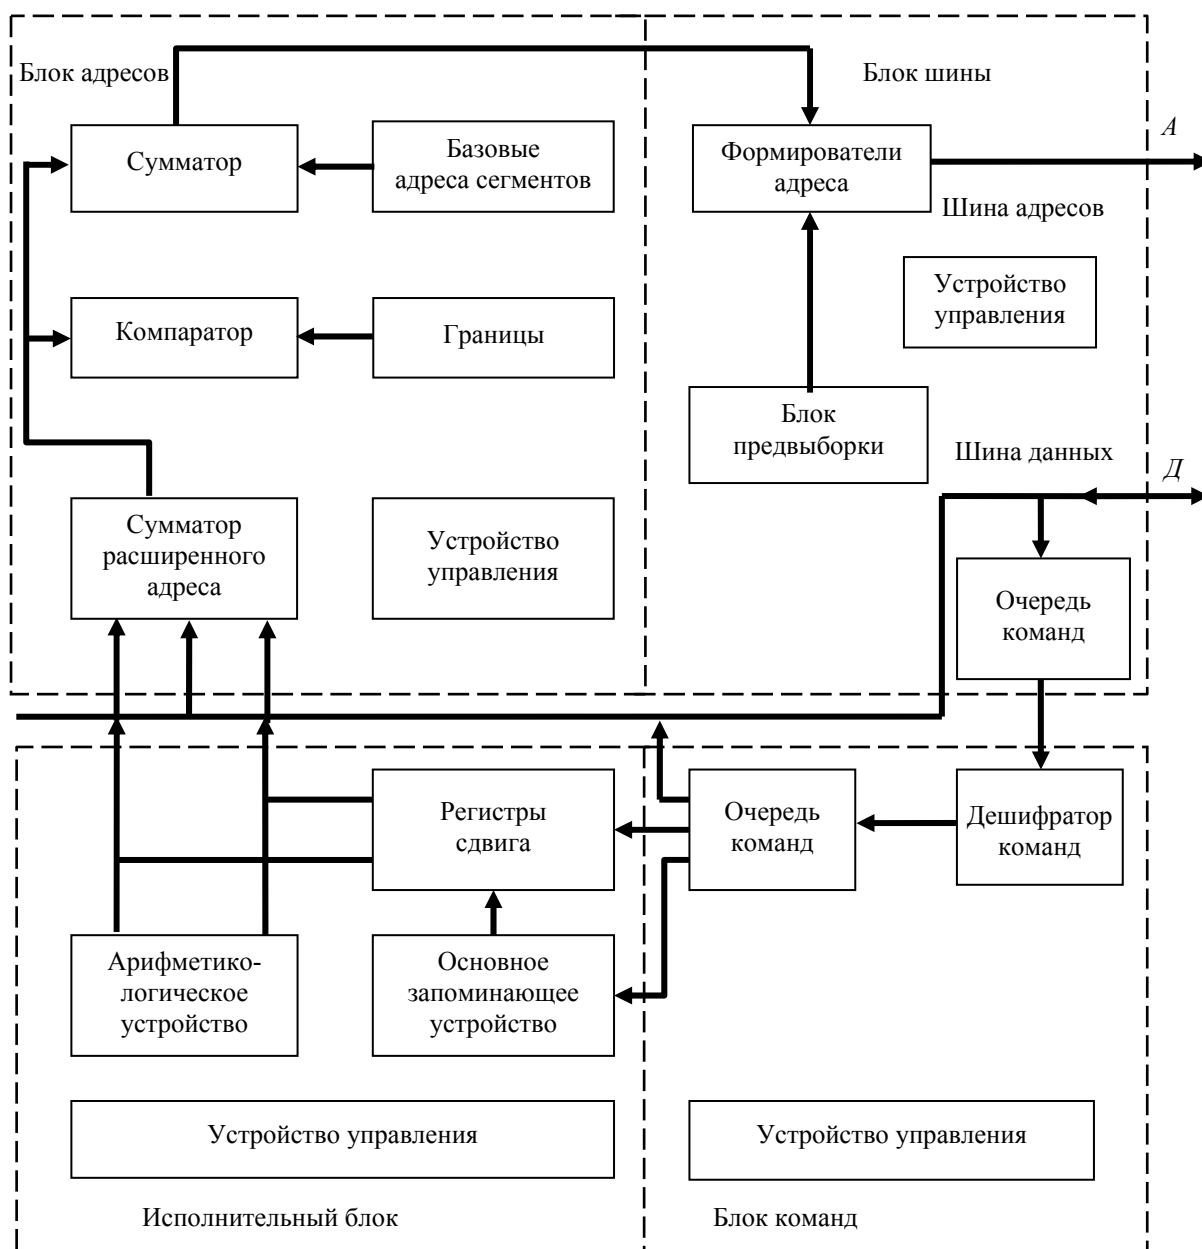 Блок адресов
Блок шины
Сумматор
Базовые
адреса сегментов
Формирователи
адреса
А
Шина адресов
Устройство
управления
Компаратор
Границы
Блок
предвыборки
Шина данных
Д
Сумматор
расширенного
адреса
Устройство
управления
Очередь
команд
Регистры
сдвига
Очередь
команд
Дешифратор
команд
Арифметико-
логическое
устройство
Основное
запоминающее
устройство
Устройство управления
Устройство управления
Исполнительный блок
Блок команд